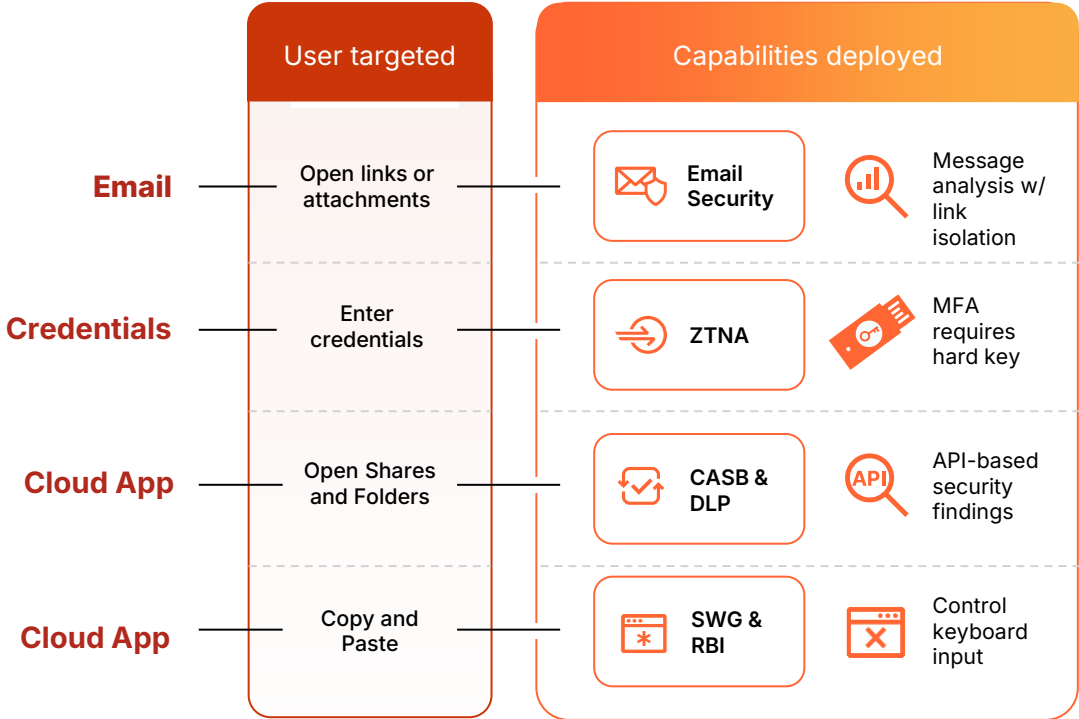 User targeted
Capabilities deployed
Email
Open links or
attachments
Email
Security
Message
analysis w/
link
isolation
Credentials
Enter
credentials
ZTNA
MFA
requires
hard key
Cloud App
Open Shares
and Folders
CASB &
DLP
API
API-based
security
findings
Cloud App
Copy and
Paste
SWG &
RBI
Control
keyboard
input